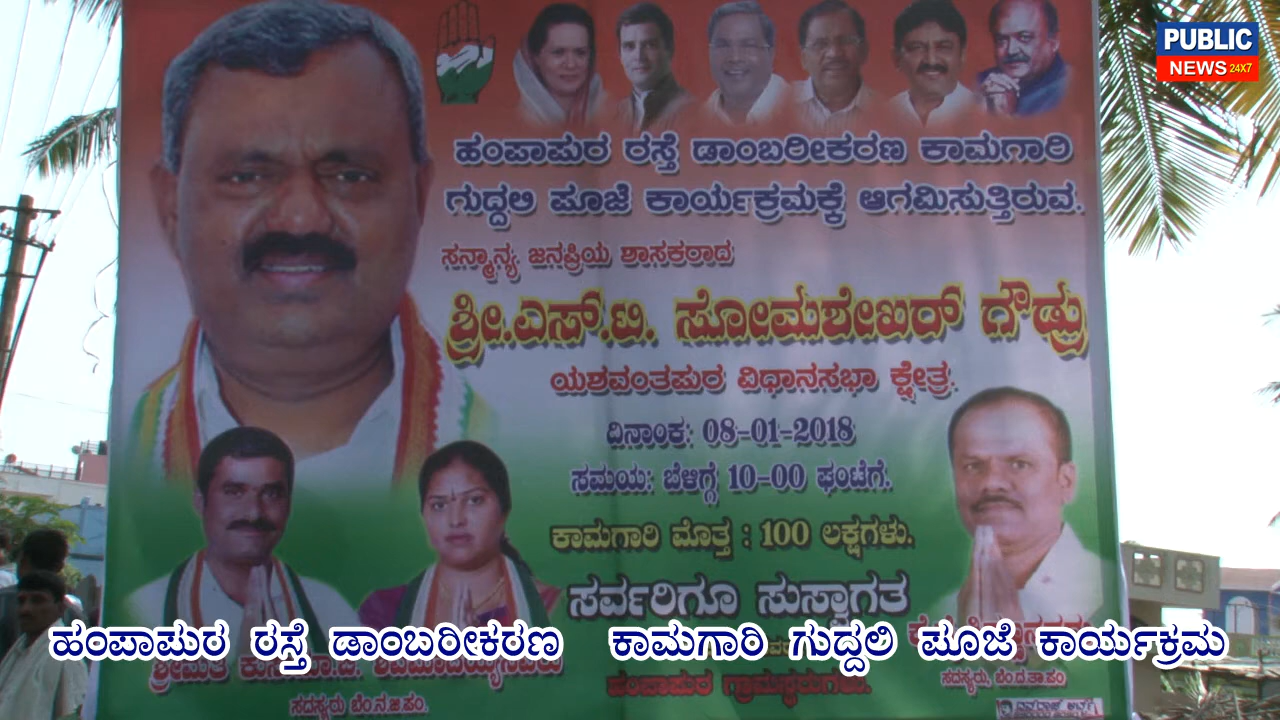 PUBLIC
NEWS 24X7
ಹಂಪಾಪುರ ರಸ್ತೆ ಡಾಂಬರೀಕರಣ ಕಾಮಗಾರಿ
ಗುದ್ದಲಿ ಪೂಜೆ ಕಾರ್ಯಕ್ರಮಕ್ಕೆ ಆಗಮಿಸುತ್ತಿರುವ.
ಸನ್ಮಾನ್ಯ ಜನಪ್ರಿಯ ಶಾಸಕರಾದ
ಶ್ರೀ.ಎಸ್.ಟಿ. ಸೋಮಶೇಖರ್ ಗೌಡ್ರು
ಯಶವಂತಪುರ ವಿಧಾನಸಭಾ ಕ್ಷೇತ್ರ.
ದಿನಾಂಕ: 08-01-2018
ಸಮಯ: ಬೆಳಿಗ್ಗೆ 10-00 ಘಂಟೆಗೆ.
ಕಾಮಗಾರಿ ಮೊತ್ತ : 100 ಲಕ್ಷಗಳು.
ಸರ್ವರಿಗೂ ಸುಸ್ವಾಗತ
ಹಂಪಾಪುರ ರಸ್ತೆ ಡಾಂಬರೀಕರಣ ಕಾಮಗಾರಿ ಗುದ್ದಲಿ ಪೂಜೆ ಕಾರ್ಯಕ್ರಮ
ಹಂಪಾಪುರ ಗ್ರಾಮಸ್ಥರುಗಳು.
ಸದಸ್ಯರು, ಬೆಂ.ದ.ತಾ.ಪಂ
ಸದಸ್ಯರು ಬೆಂ.ನ.ಜಿ.ಪಂ.